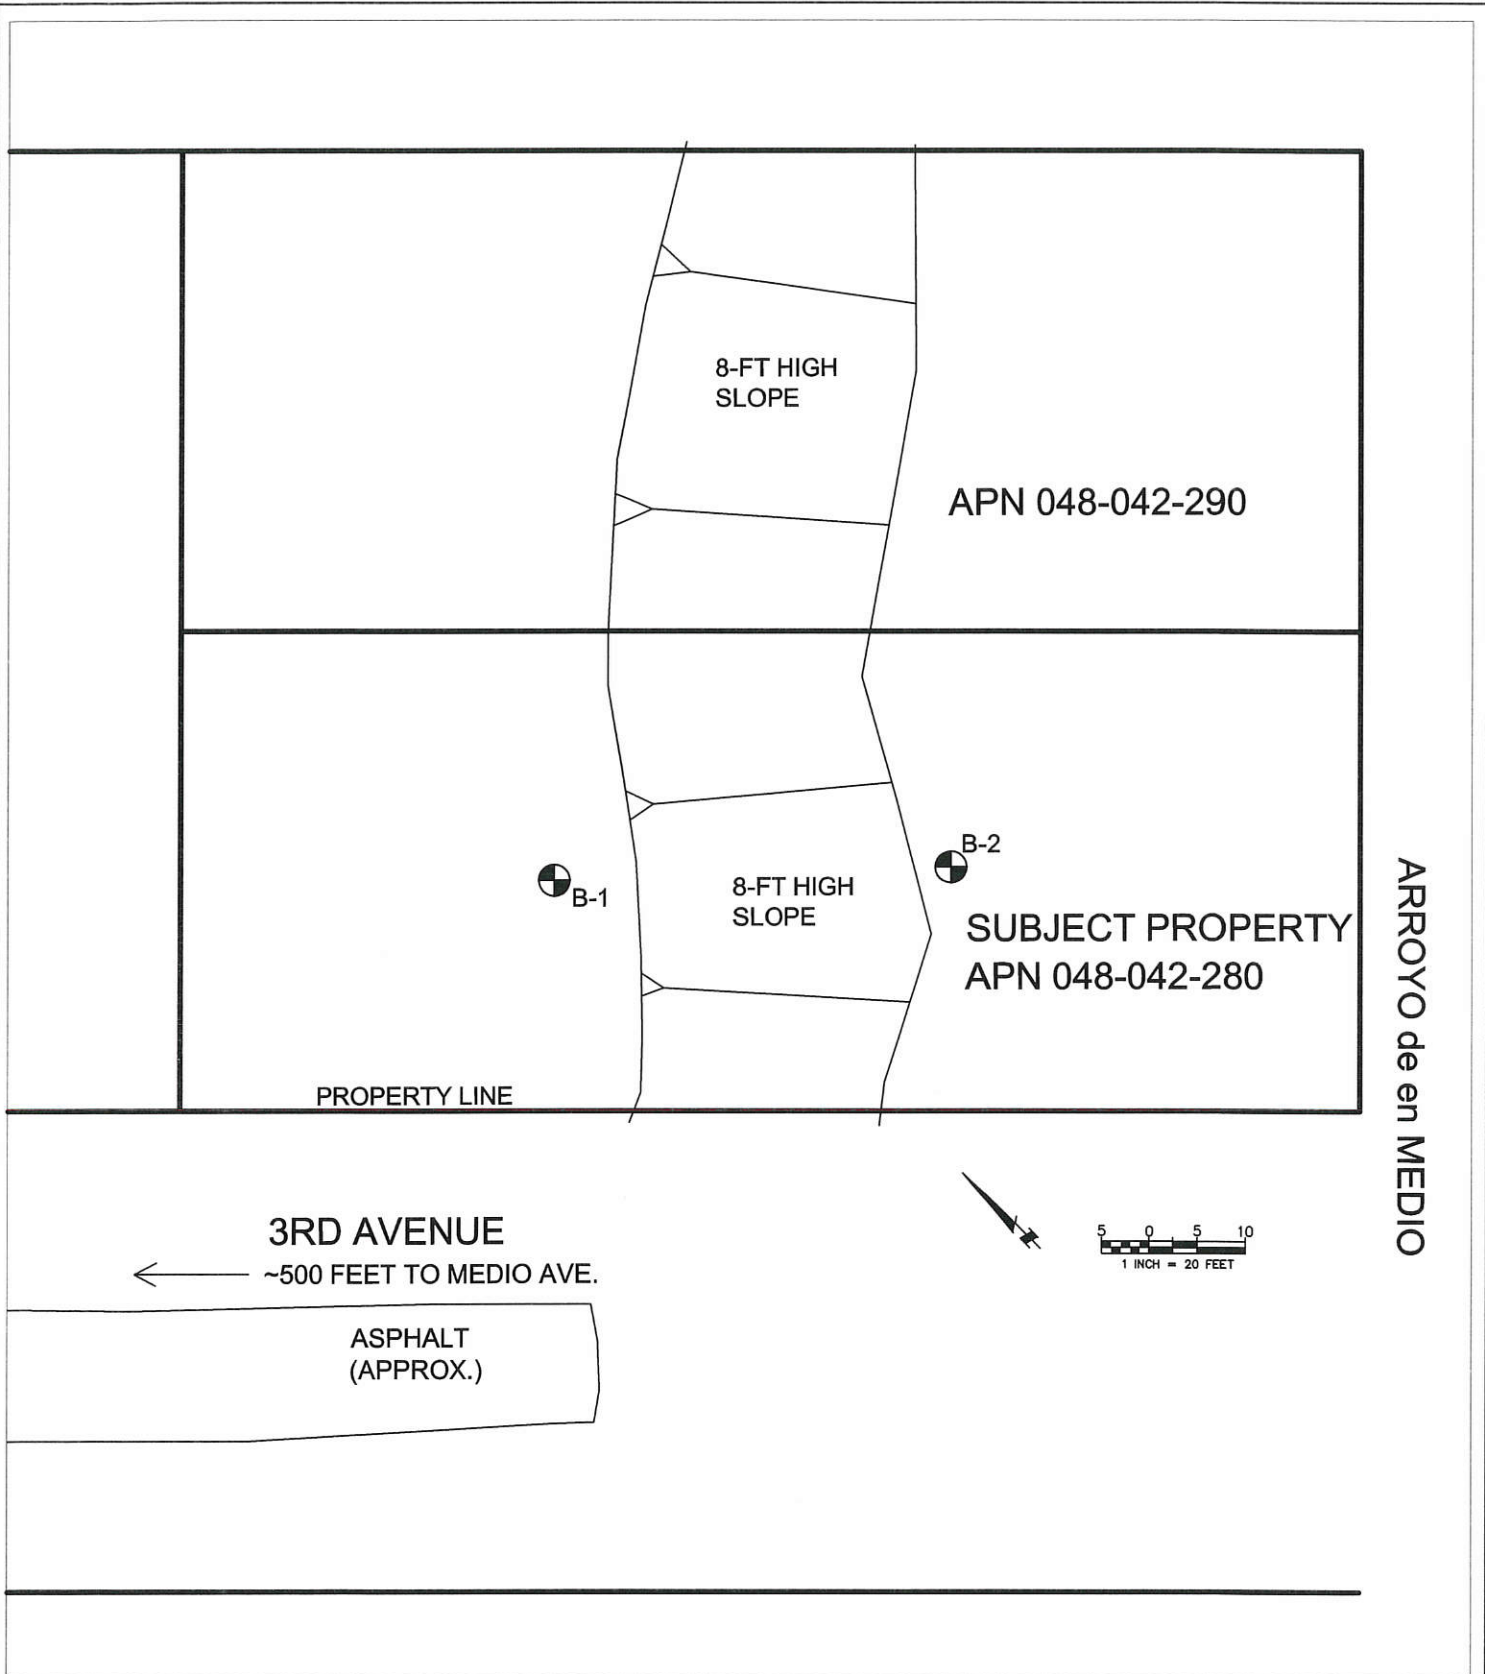 8-FT HIGH
SLOPE
APN 048-042-290
B-2
B-1
8-FT HIGH
SLOPE
SUBJECT PROPERTY
APN 048-042-280
ARROYO de en MEDIO
PROPERTY LINE
3RD AVENUE
~500 FEET TO MEDIO AVE.
5 0 5 10
1 INCH = 20 FEET
ASPHALT
(APPROX.)